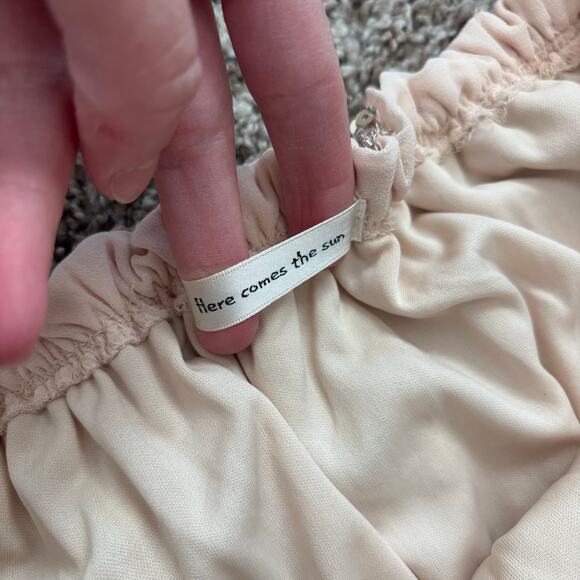 Here comes the sun